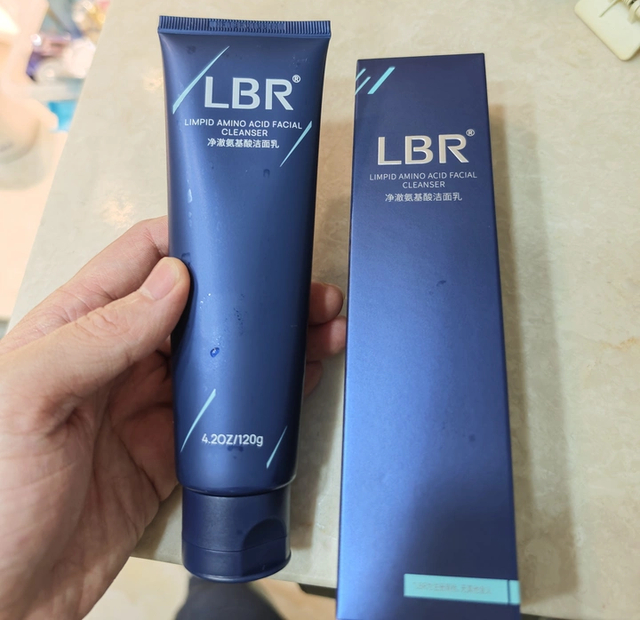 LBR®
LIMPID AMINO ACID FACIAL
CLEANSER
净澈氨基酸洁面乳
4.2OZ/120g
LBR®
LIMPID AMINO ACID FACIAL
CLEANSER
净澈氨基酸洁面乳